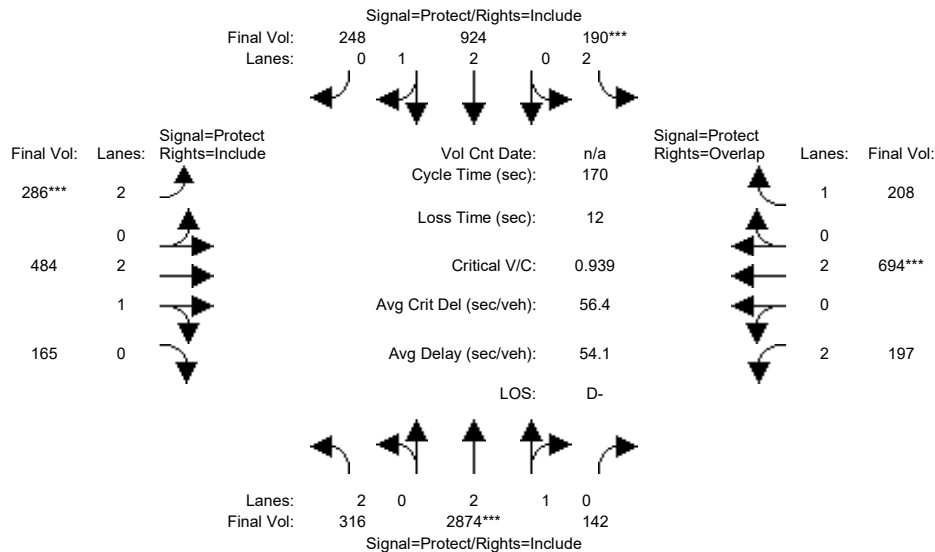 Signal=Protect/Rights=Include
Final Vol: 248 924 190***
Lanes: 0 1 2 0 2
Signal=Protect
Final Vol: Lanes: Rights=Include
Vol Cnt Date: n/a
Signal=Protect
Rights=Overlap Lanes: Final Vol:
Cycle Time (sec): 170
286*** 2
1 208
Loss Time (sec): 12
0
0
484 2
Critical V/C: 0.939
2 694***
1
Avg Crit Del (sec/veh): 56.4
0
165 0
Avg Delay (sec/veh): 54.1
2 197
LOS: D-
Lanes: 2 0 2 1 0
Final Vol: 316 2874*** 142
Signal=Protect/Rights=Include